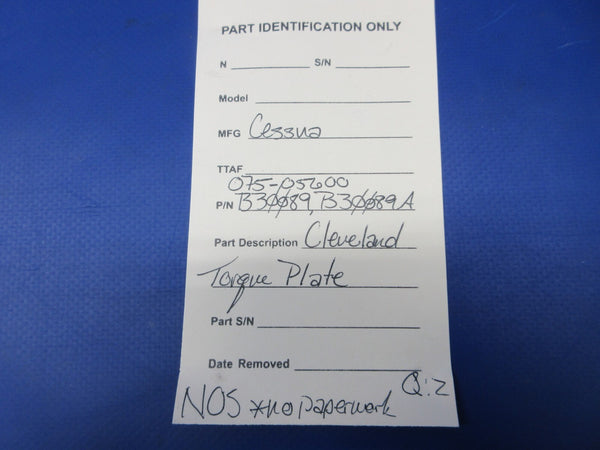 PART IDENTIFICATION ONLY
N S/N
Model
MFG Cessna
TTAF
075-05600
P/N B30089, B30089A
Part Description Cleveland
Torque Plate
Part S/N
Date Removed
Q:2
NOS *no paperwork